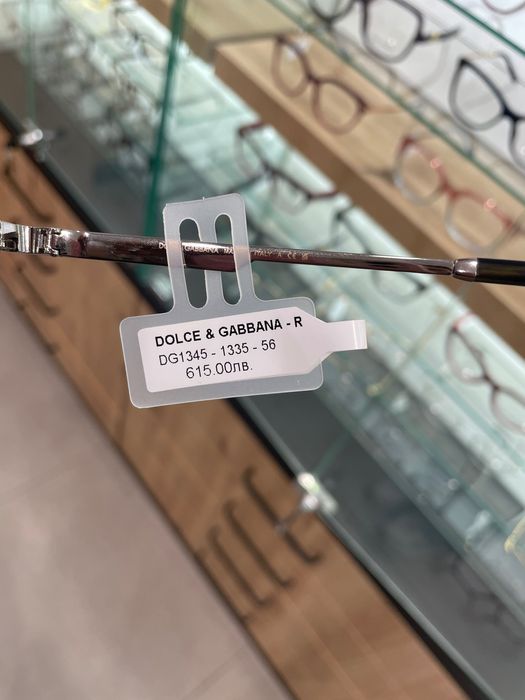 DOLCE & GABBANA - R
DG1345 - 1335 - 56
615.00лв.